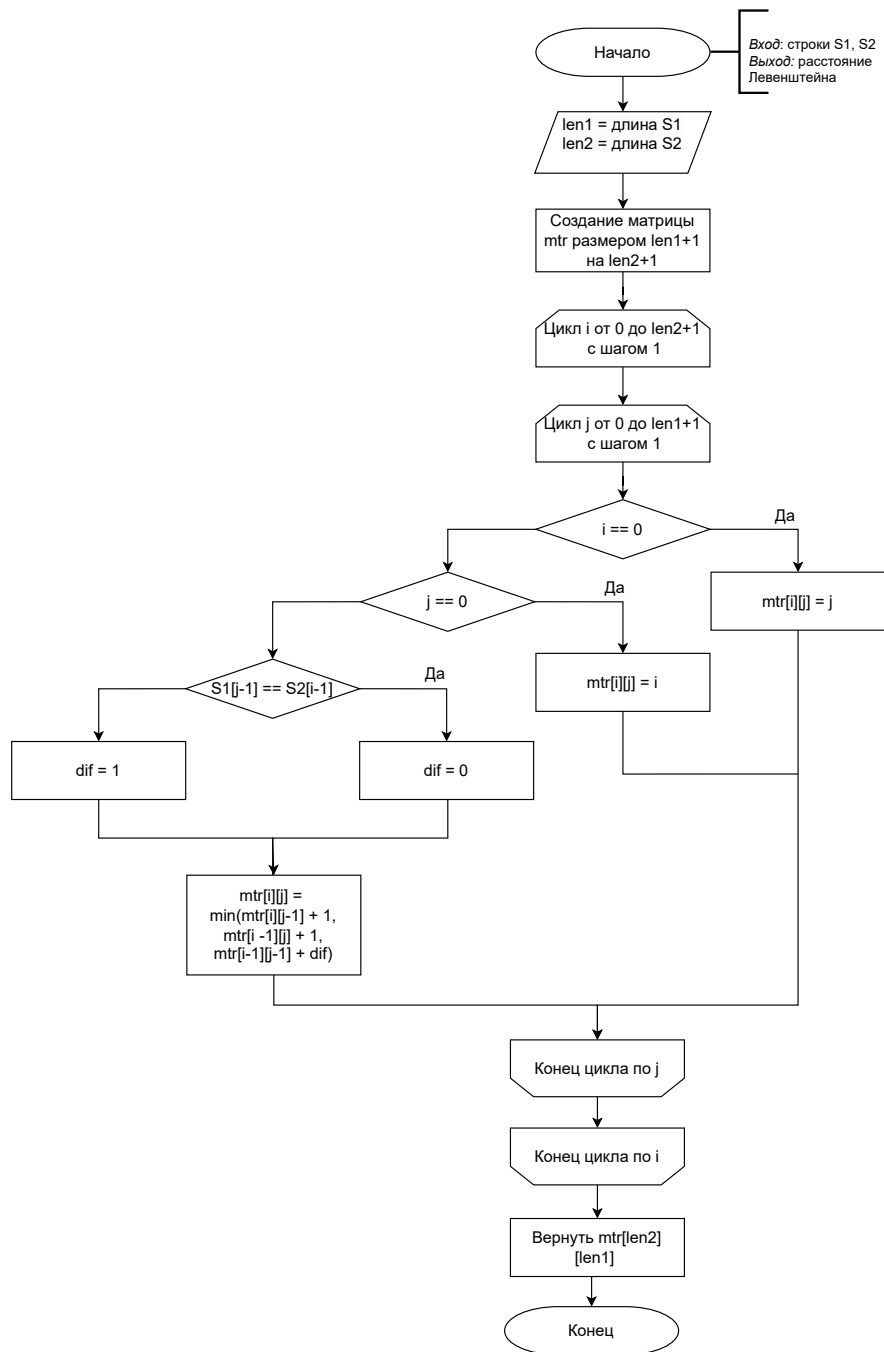 Начало
Вход: строки S1, S2
Выход: расстояние
Левенштейна
len1 = длина S1
len2 = длина S2
Создание матрицы
mtr размером len1+1
на len2+1
Цикл i от 0 до len2+1
с шагом 1
Цикл j от 0 до len1+1
с шагом 1
i == 0
Да
mtr[i][j] = j
j == 0
Да
mtr[i][j] = i
S1[j-1] == S2[i-1]
Да
dif = 1
dif = 0
mtr[i][j] =
min(mtr[i][j-1] + 1,
mtr[i -1][j] + 1,
mtr[i-1][j-1] + dif)
Конец цикла по j
Конец цикла по i
Вернуть mtr[len2]
[len1]
Конец